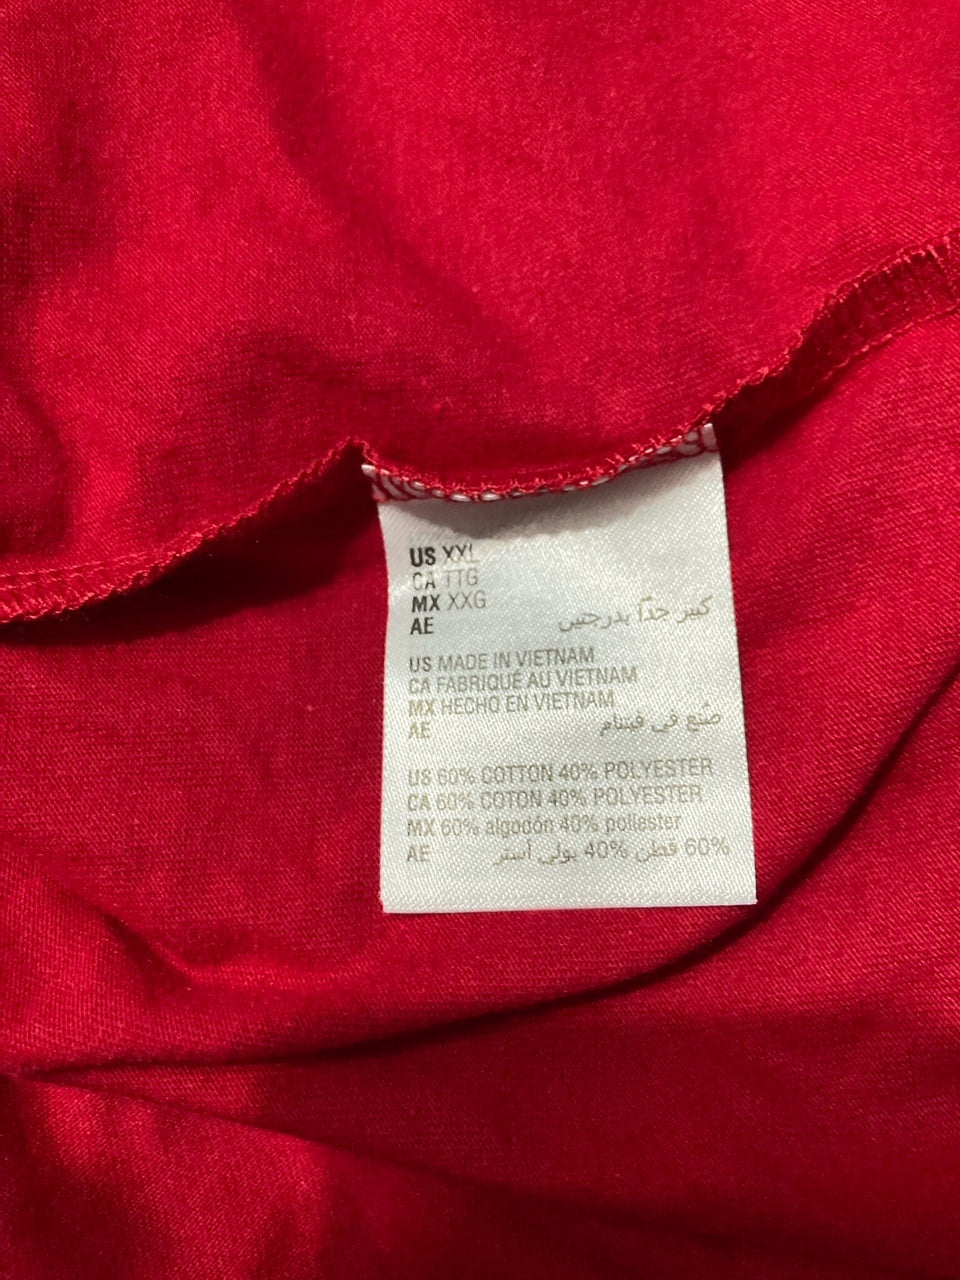 US XXL
CA TTG
MX XXG
AE كبير جدًا بدرجتين
US MADE IN VIETNAM
CA FABRIQUÉ AU VIETNAM
MX HECHO EN VIETNAM
AE صُنع في فيتنام
US 60% COTTON 40% POLYESTER
CA 60% COTON 40% POLYESTER
MX 60% algodón 40% poliéster
AE 60% قطن 40% بولي أستر